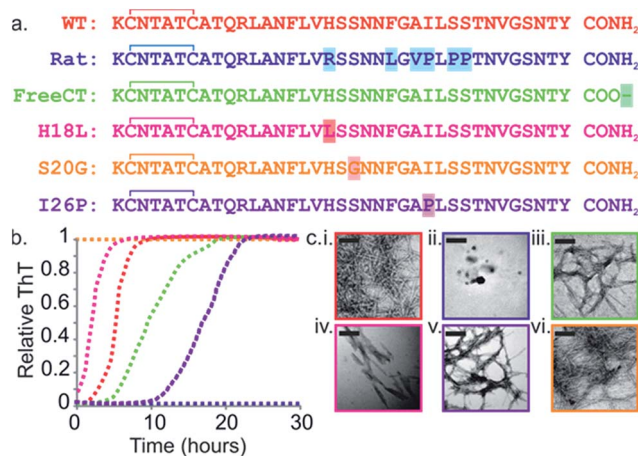 a.
WT: KCNTATCATQRLANFLVHSSNNFGAILSSTNVGSNTY CONH₂
Rat: KCNTATCATQRLANFLVRSSNNLGVPLPPTNVGSNTY CONH₂
FreeCT: KCNTATCATQRLANFLVHSSNNFGAILSSTNVGSNTY COO-
H18L: KCNTATCATQRLANFLVLSSNNFGAILSSTNVGSNTY CONH₂
S20G: KCNTATCATQRLANFLVHSGNNFGAILSSTNVGSNTY CONH₂
I26P: KCNTATCATQRLANFLVHSSNNFGAPLSSTNVGSNTY CONH₂
b.
Relative ThT
1
0.8
0.6
0.4
0.2
0
0 10 20 30
Time (hours)
c.i. ii. iii.
iv. v. vi.